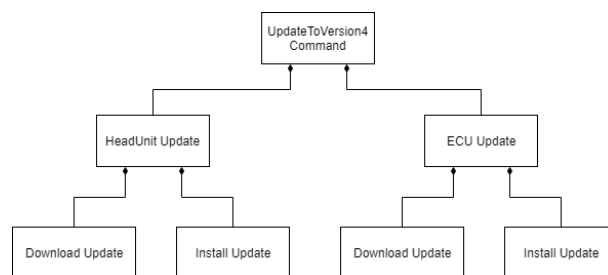 UpdateToVersion4
Command
HeadUnit Update
ECU Update
Download Update
Install Update
Download Update
Install Update